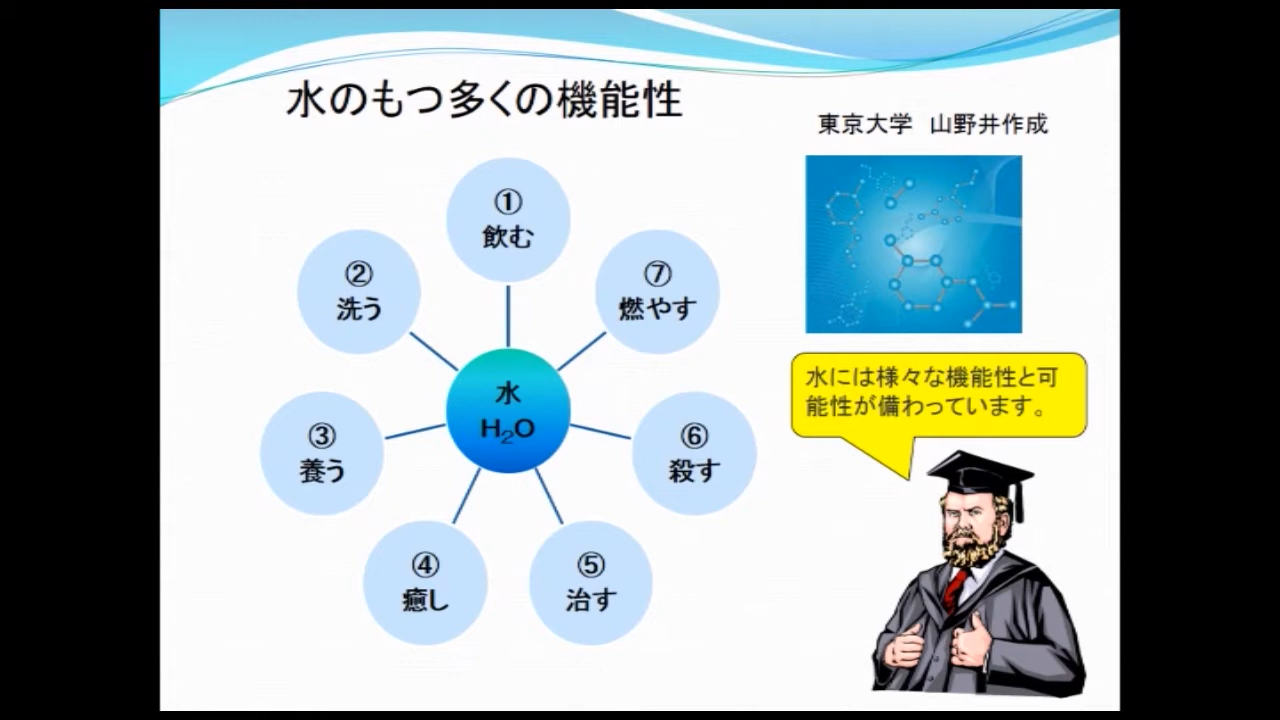 水のもつ多くの機能性
東京大学　山野井作成
①
飲む
②
洗う
③
養う
④
癒し
⑤
治す
⑥
殺す
⑦
燃やす
水
H₂O
水には様々な機能性と可
能性が備わっています。